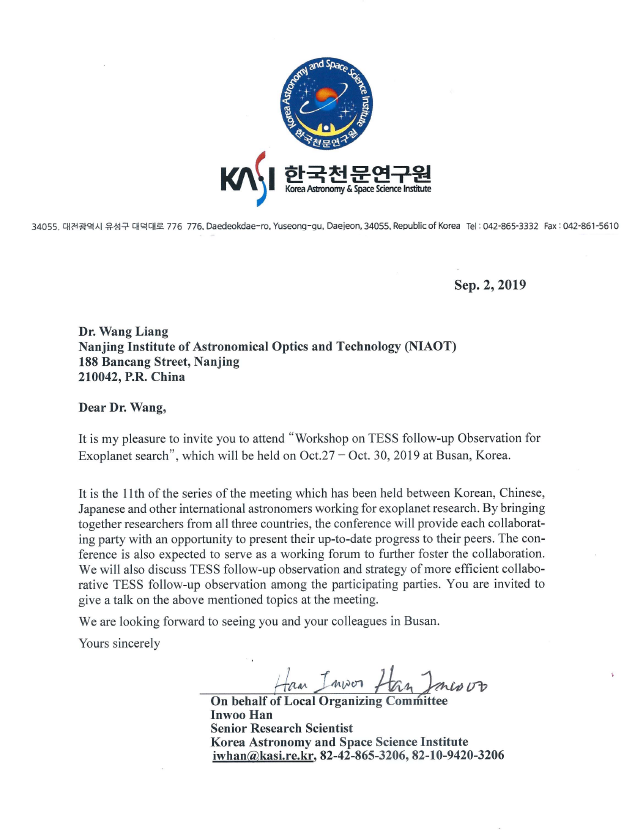 Korea Astronomy and Space Science Institute
한국천문연구원
KASI 한국천문연구원
Korea Astronomy & Space Science Institute
34055, 대전광역시 유성구 대덕대로 776 776, Daedeokdae-ro, Yuseong-gu, Daejeon, 34055, Republic of Korea Tel : 042-865-3332 Fax : 042-861-5610
Sep. 2, 2019
Dr. Wang Liang
Nanjing Institute of Astronomical Optics and Technology (NIAOT)
188 Bancang Street, Nanjing
210042, P.R. China
Dear Dr. Wang,
It is my pleasure to invite you to attend “Workshop on TESS follow-up Observation for
Exoplanet search”, which will be held on Oct.27 – Oct. 30, 2019 at Busan, Korea.
It is the 11th of the series of the meeting which has been held between Korean, Chinese,
Japanese and other international astronomers working for exoplanet research. By bringing
together researchers from all three countries, the conference will provide each collaborat-
ing party with an opportunity to present their up-to-date progress to their peers. The con-
ference is also expected to serve as a working forum to further foster the collaboration.
We will also discuss TESS follow-up observation and strategy of more efficient collabo-
rative TESS follow-up observation among the participating parties. You are invited to
give a talk on the above mentioned topics at the meeting.
We are looking forward to seeing you and your colleagues in Busan.
Yours sincerely
Han Inwoo Han Inwoo
On behalf of Local Organizing Committee
Inwoo Han
Senior Research Scientist
Korea Astronomy and Space Science Institute
iwhan@kasi.re.kr, 82-42-865-3206, 82-10-9420-3206